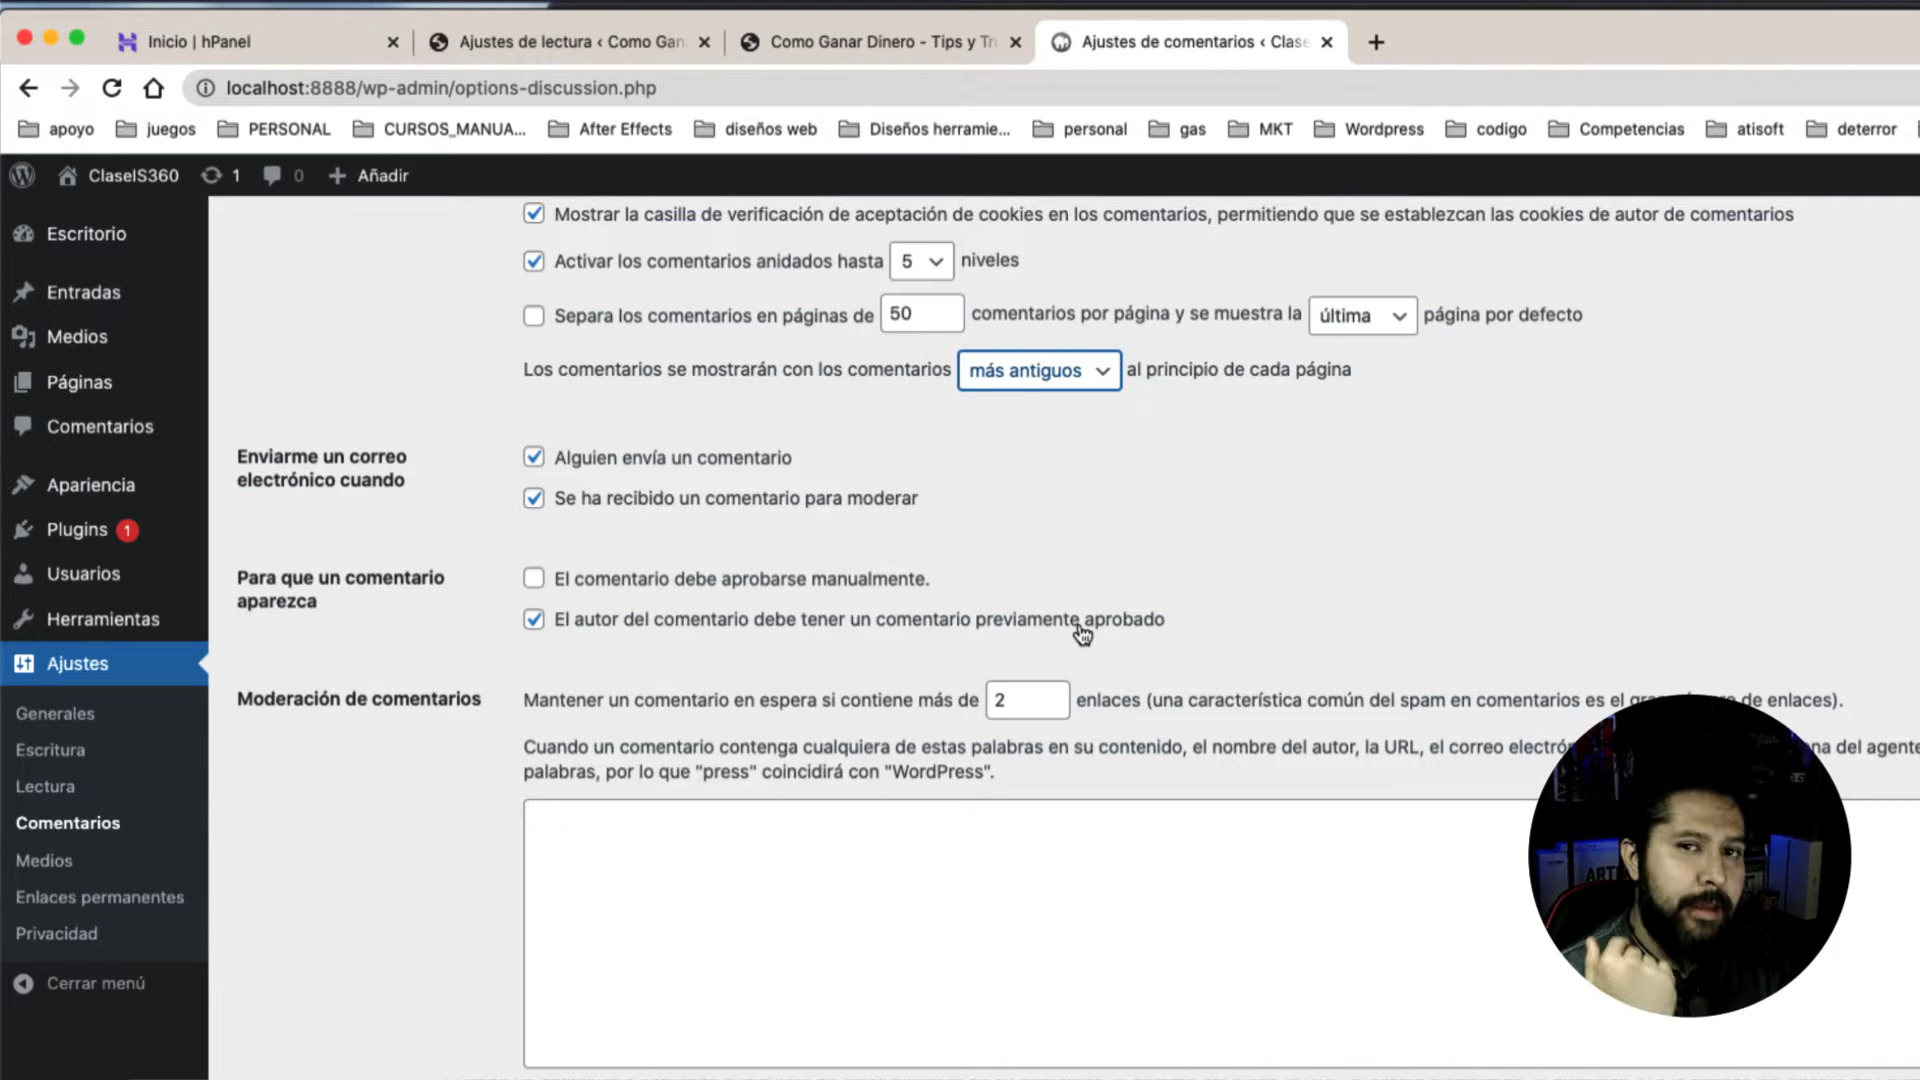 Inicio | hPanel
Ajustes de lectura ‹ Como Gan
Como Ganar Dinero - Tips y Tr
Ajustes de comentarios ‹ Clase
localhost:8888/wp-admin/options-discussion.php
apoyo
juegos
PERSONAL
CURSOS_MANUA...
After Effects
diseños web
Diseños herramie...
personal
gas
MKT
Wordpress
codigo
Competencias
atisoft
deterror
ClaseIS360
1
0
Añadir
Escritorio
Entradas
Medios
Páginas
Comentarios
Apariencia
Plugins 1
Usuarios
Herramientas
Ajustes
Generales
Escritura
Lectura
Comentarios
Medios
Enlaces permanentes
Privacidad
Cerrar menú
Mostrar la casilla de verificación de aceptación de cookies en los comentarios, permitiendo que se establezcan las cookies de autor de comentarios
Activar los comentarios anidados hasta 5 niveles
Separa los comentarios en páginas de 50 comentarios por página y se muestra la última página por defecto
Los comentarios se mostrarán con los comentarios más antiguos al principio de cada página
Enviarme un correo
electrónico cuando
Alguien envía un comentario
Se ha recibido un comentario para moderar
Para que un comentario
aparezca
El comentario debe aprobarse manualmente.
El autor del comentario debe tener un comentario previamente aprobado
Moderación de comentarios
Mantener un comentario en espera si contiene más de 2 enlaces (una característica común del spam en comentarios es el de enlaces).
Cuando un comentario contenga cualquiera de estas palabras en su contenido, el nombre del autor, la URL, el correo del agente
palabras, por lo que "press" coincidirá con "WordPress".